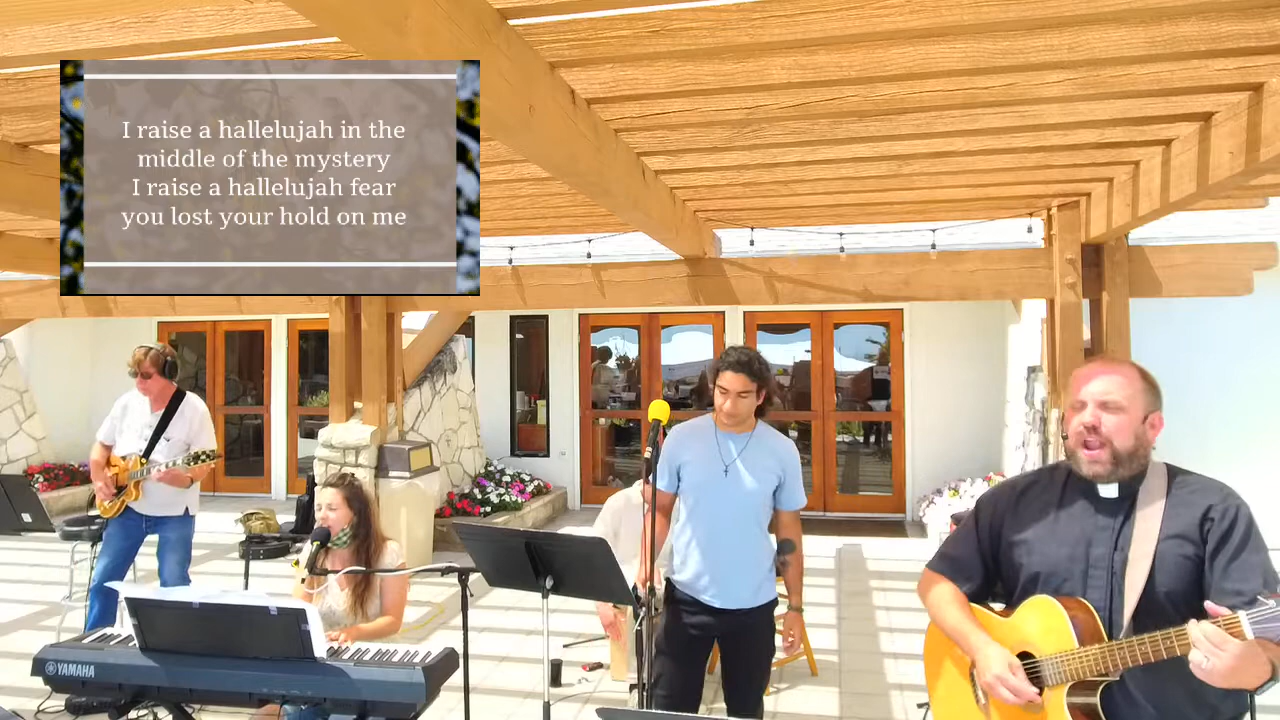 I raise a hallelujah in the
middle of the mystery
I raise a hallelujah fear
you lost your hold on me
YAMAHA